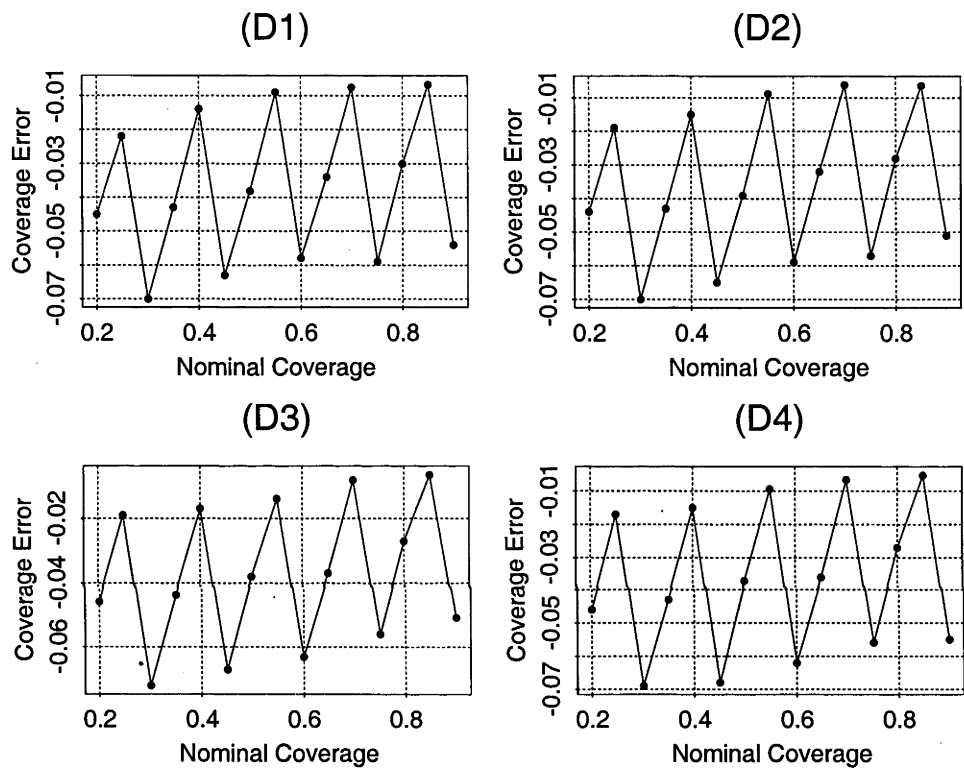 (D1)
Coverage Error
-0.07 -0.05 -0.03 -0.01
0.2 0.4 0.6 0.8
Nominal Coverage
(D2)
Coverage Error
-0.07 -0.05 -0.03 -0.01
0.2 0.4 0.6 0.8
Nominal Coverage
(D3)
Coverage Error
-0.06 -0.04 -0.02
0.2 0.4 0.6 0.8
Nominal Coverage
(D4)
Coverage Error
-0.07 -0.05 -0.03 -0.01
0.2 0.4 0.6 0.8
Nominal Coverage